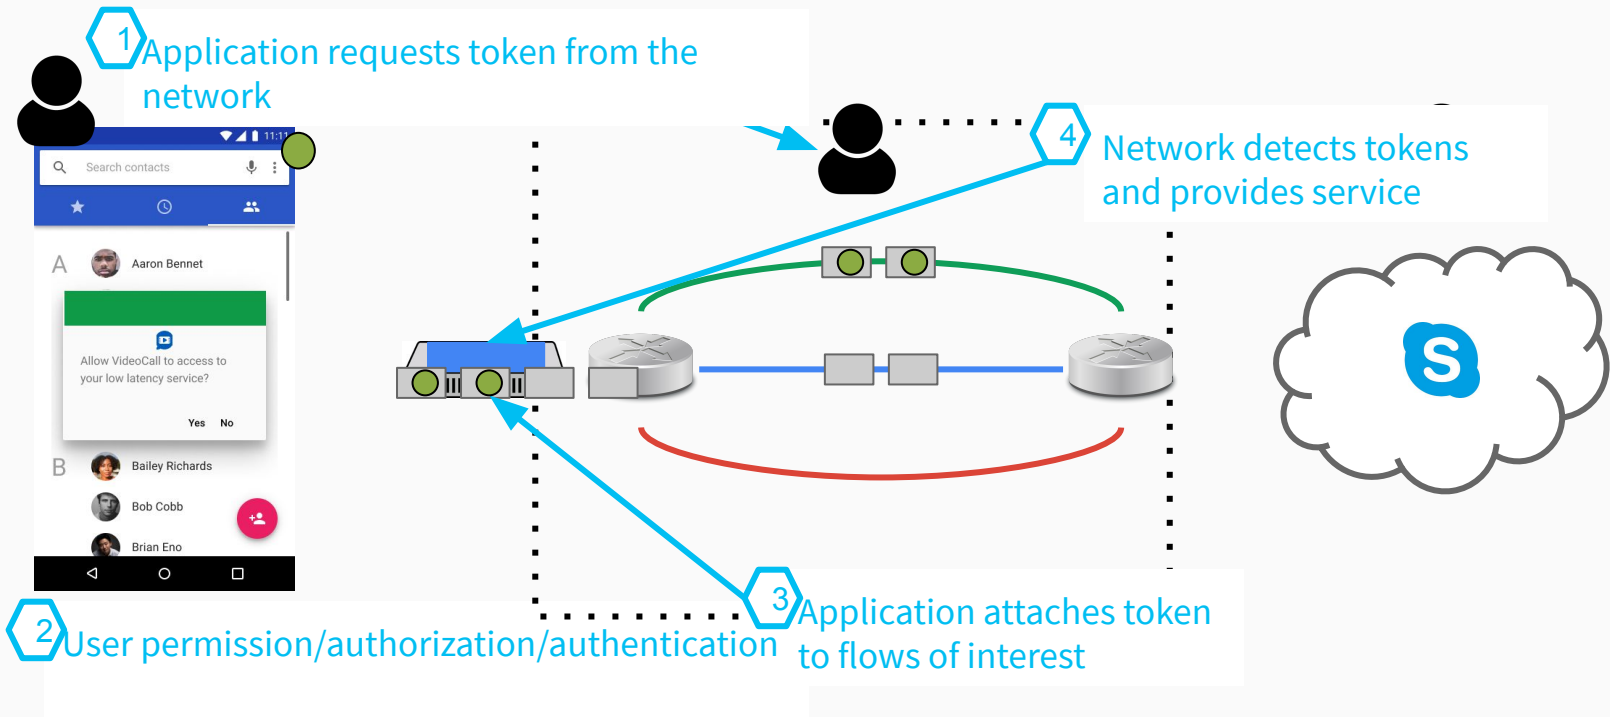 1
Application requests token from the
network
11:11
Search contacts
4
Network detects tokens
and provides service
A
Aaron Bennet
Allow VideoCall to access to
your low latency service?
Yes No
S
B
Bailey Richards
Bob Cobb
Brian Eno
3
Application attaches token
to flows of interest
2
User permission/authorization/authentication